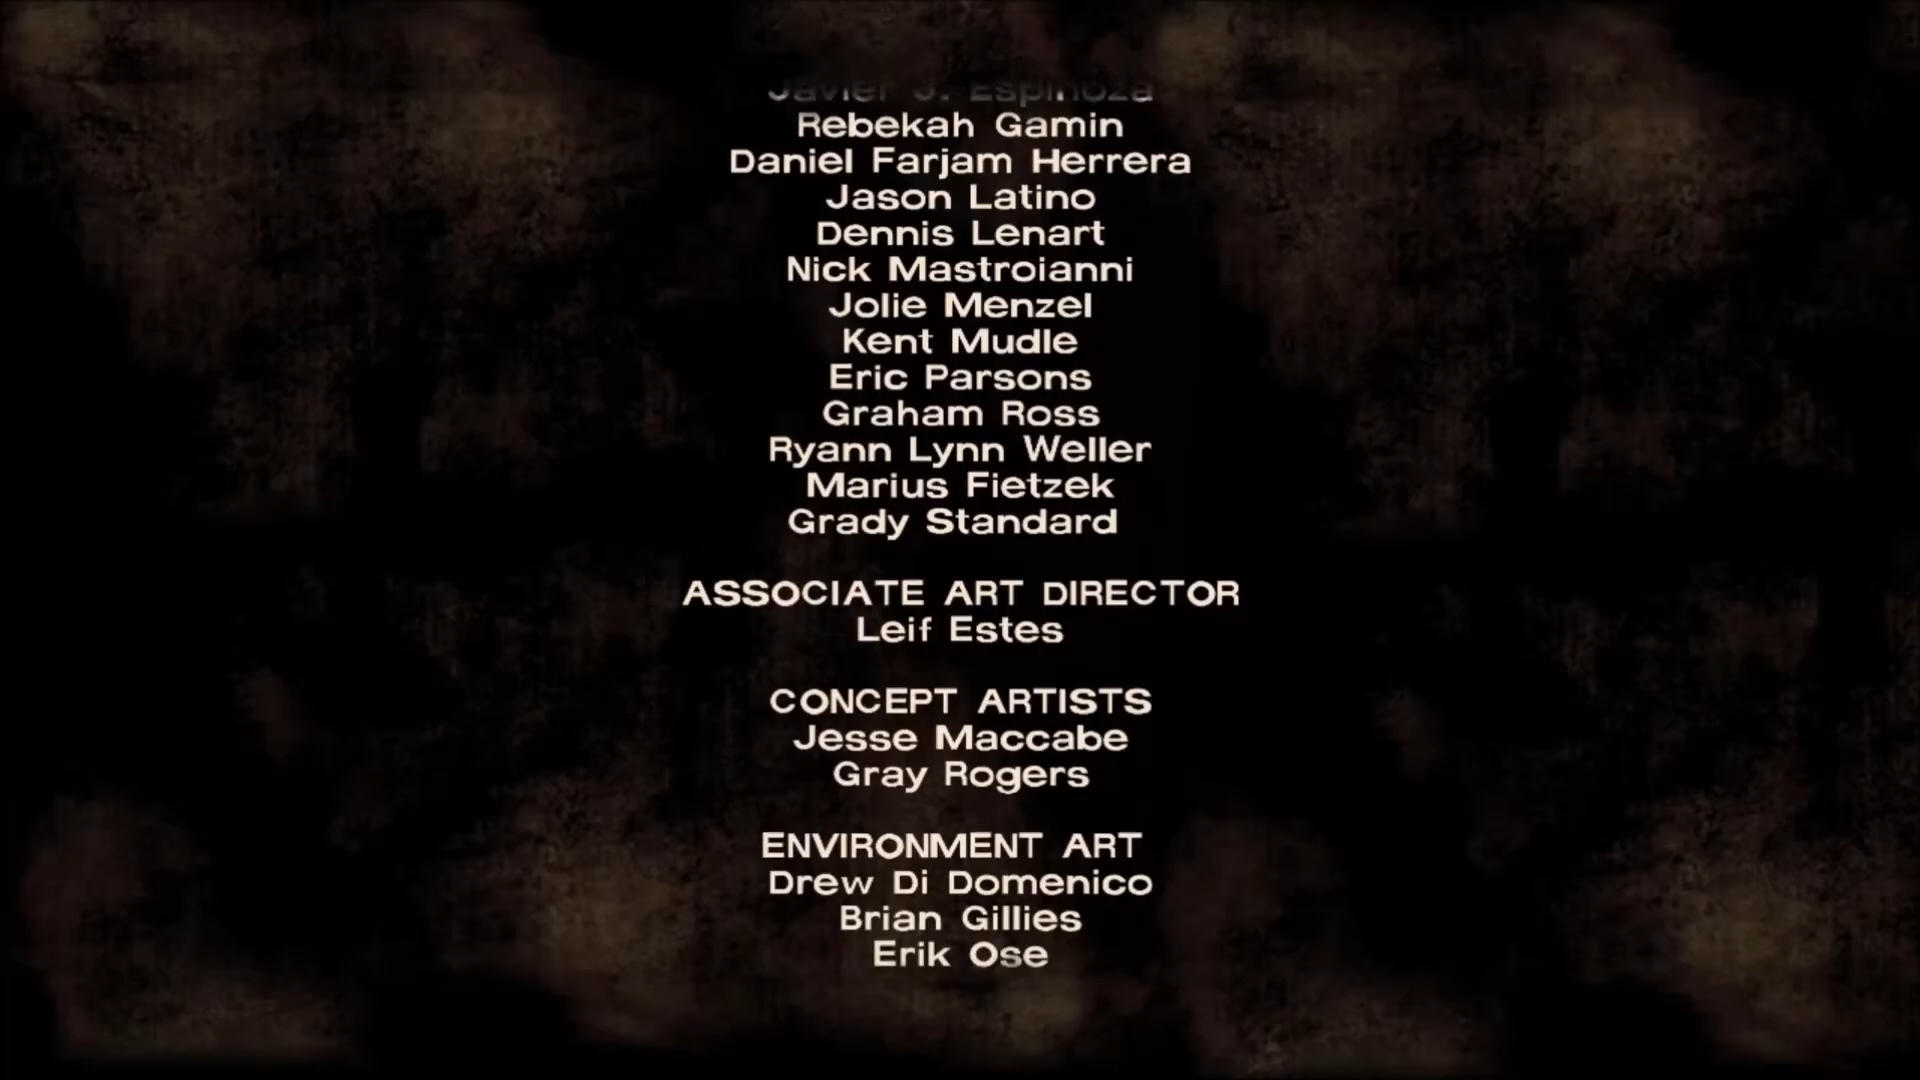 Javier J. Espinoza
Rebekah Gamin
Daniel Farjam Herrera
Jason Latino
Dennis Lenart
Nick Mastroianni
Jolie Menzel
Kent Mudle
Eric Parsons
Graham Ross
Ryann Lynn Weller
Marius Fietzek
Grady Standard
ASSOCIATE ART DIRECTOR
Leif Estes
CONCEPT ARTISTS
Jesse Maccabe
Gray Rogers
ENVIRONMENT ART
Drew Di Domenico
Brian Gillies
Erik Ose